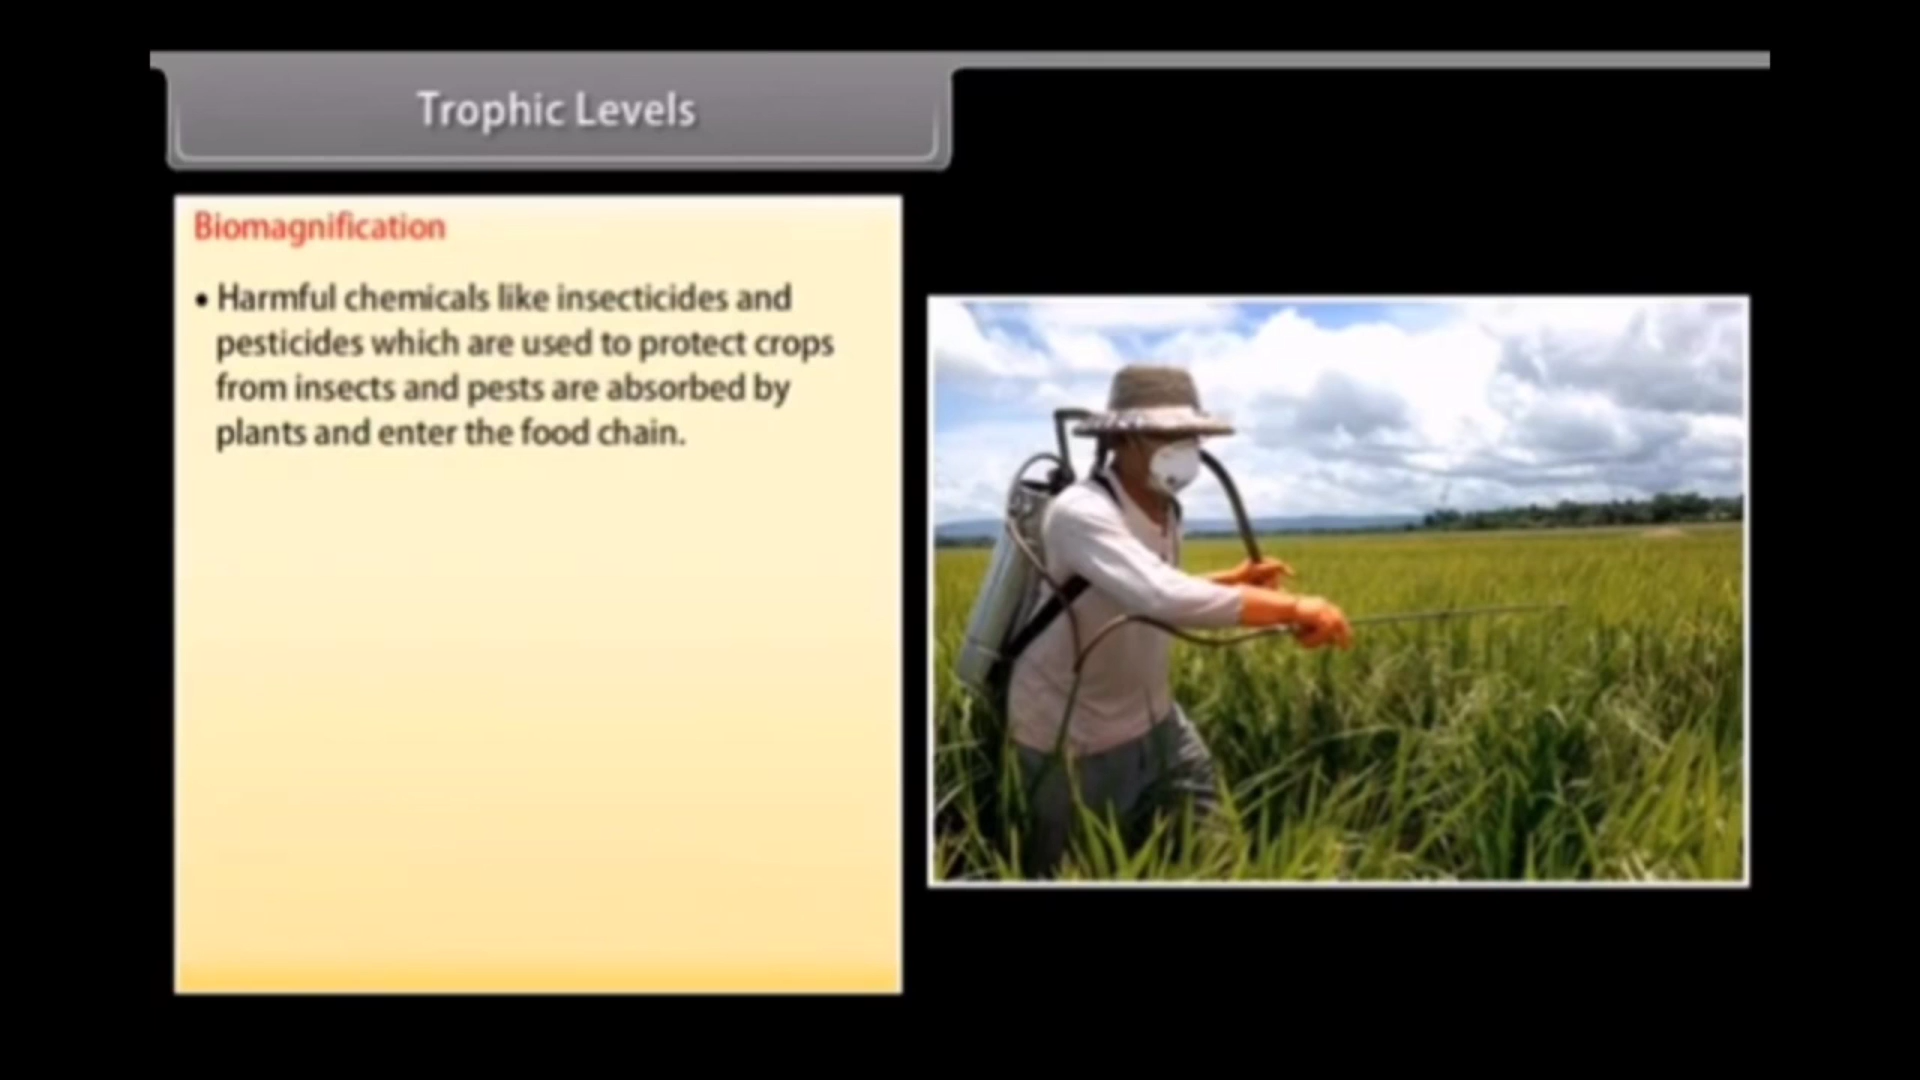 Trophic Levels
Biomagnification
• Harmful chemicals like insecticides and
pesticides which are used to protect crops
from insects and pests are absorbed by
plants and enter the food chain.